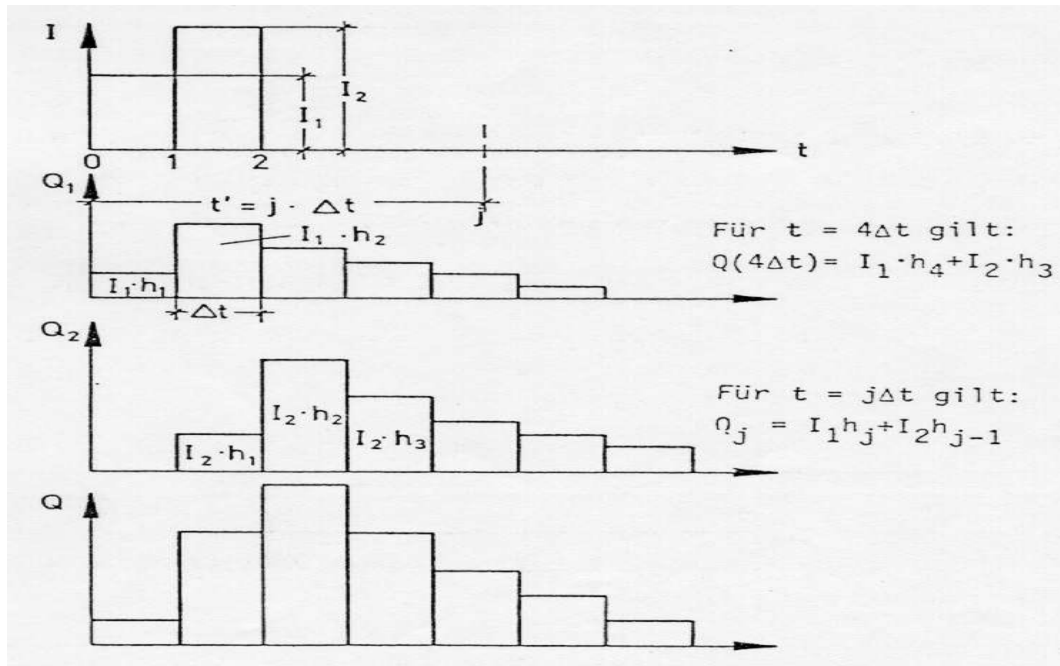 I
I₁
I₂
0
1
2
t
Q₁
t' = j · Δt
j
I₁ · h₂
I₁·h₁
Δt
Für t = 4Δt gilt:
Q(4Δt)= I₁·h₄+I₂·h₃
Q₂
I₂·h₁
I₂·h₂
I₂·h₃
Für t = jΔt gilt:
Qⱼ = I₁hⱼ+I₂hⱼ₋₁
Q